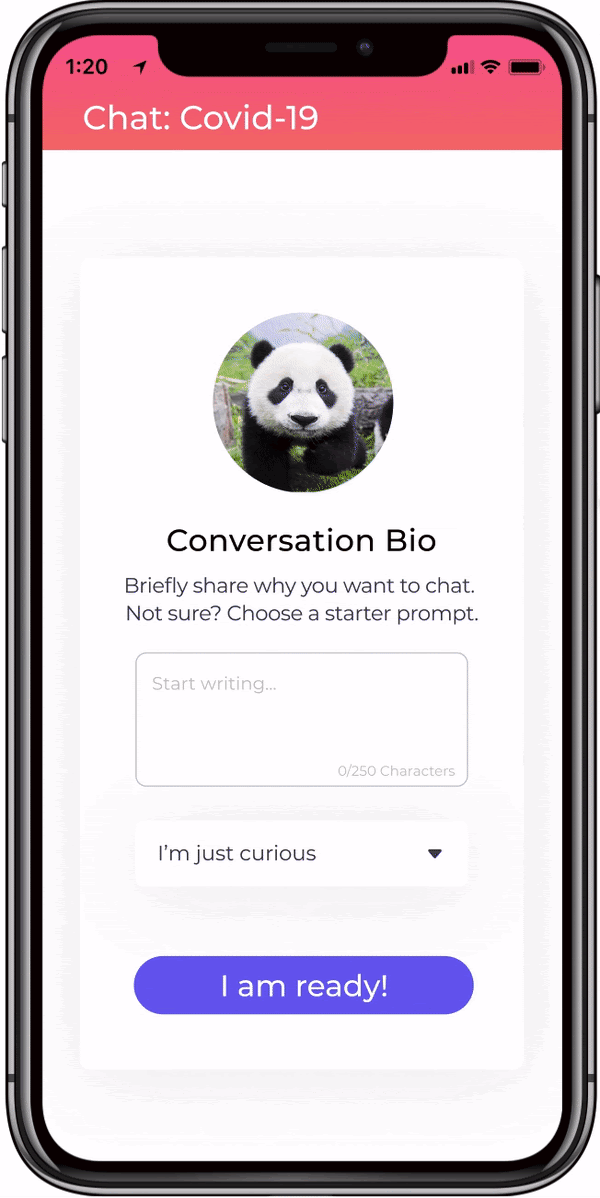 1:20
Chat: Covid-19
Conversation Bio
Briefly share why you want to chat.
Not sure? Choose a starter prompt.
Start writing...
0/250 Characters
I'm just curious
I am ready!